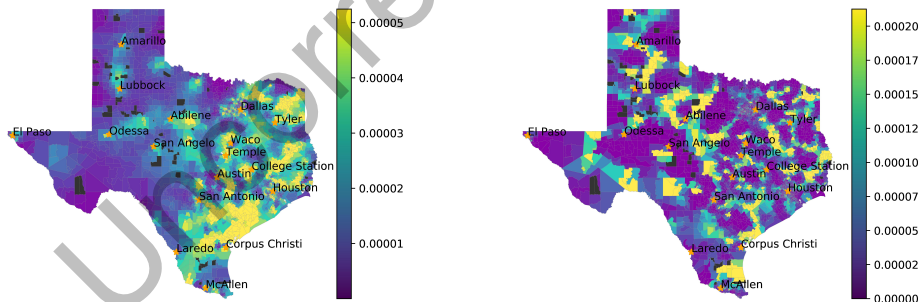 Amarillo
Lubbock
Dallas
Abilene
Tyler
El Paso
Odessa
Waco
San Angelo
Temple
College Station
Austin
Houston
San Antonio
Laredo
Corpus Christi
McAllen
0.00005
0.00004
0.00003
0.00002
0.00001
Amarillo
Lubbock
Dallas
Abilene
Tyler
El Paso
Odessa
Waco
San Angelo
Temple
College Station
Austin
Houston
San Antonio
Laredo
Corpus Christi
McAllen
0.00020
0.00017
0.00015
0.00012
0.00010
0.00007
0.00005
0.00002
0.00000